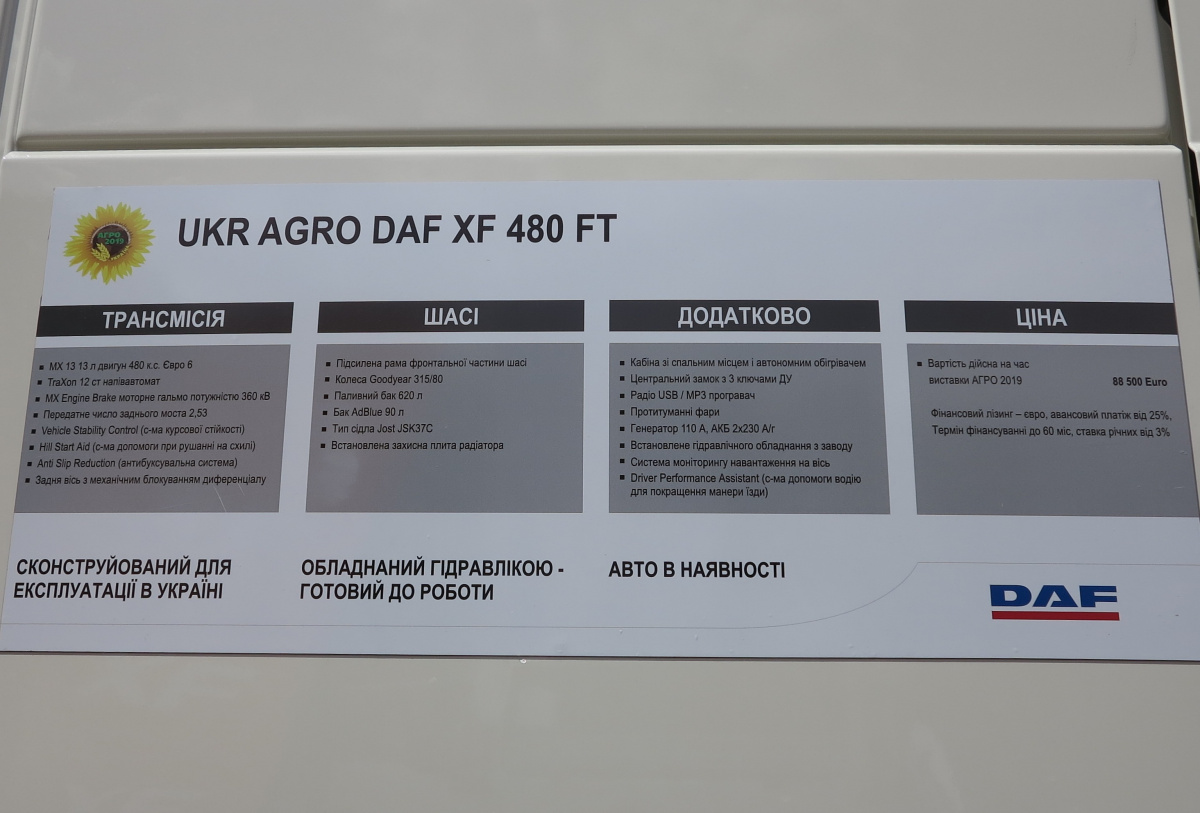 АГРО
2019
UKR AGRO DAF XF 480 FT
ТРАНСМІСІЯ
MX 13 13 л двигун 480 к.с. Євро 6
TraXon 12 ст напівавтомат
MX Engine Brake моторне гальмо потужністю 360 кВ
Передатне число заднього моста 2,53
Vehicle Stability Control (с-ма курсової стійкості)
Hill Start Aid (с-ма допомоги при рушанні на схилі)
Anti Slip Reduction (антибуксувальна система)
Задня вісь з механічним блокуванням диференціалу
ШАСІ
Підсилена рама фронтальної частини шасі
Колеса Goodyear 315/80
Паливний бак 620 л
Бак AdBlue 90 л
Тип сідла Jost JSK37C
Встановлена захисна плита радіатора
ДОДАТКОВО
Кабіна зі спальним місцем і автономним обігрівачем
Центральний замок з 3 ключами ДУ
Радіо USB / MP3 програвач
Протитуманні фари
Генератор 110 А, АКБ 2х230 А/г
Встановлене гідравлічного обладнання з заводу
Система моніторингу навантаження на вісь
Driver Performance Assistant (с-ма допомоги водію
для покращення манери їзди)
ЦІНА
Вартість дійсна на час
виставки АГРО 2019 88 500 Euro
Фінансовий лізинг – євро, авансовий платіж від 25%,
Термін фінансуванні до 60 міс, ставка річних від 3%
СКОНСТРУЙОВАНИЙ ДЛЯ
ЕКСПЛУАТАЦІЇ В УКРАЇНІ
ОБЛАДНАНИЙ ГІДРАВЛІКОЮ -
ГОТОВИЙ ДО РОБОТИ
АВТО В НАЯВНОСТІ
DAF